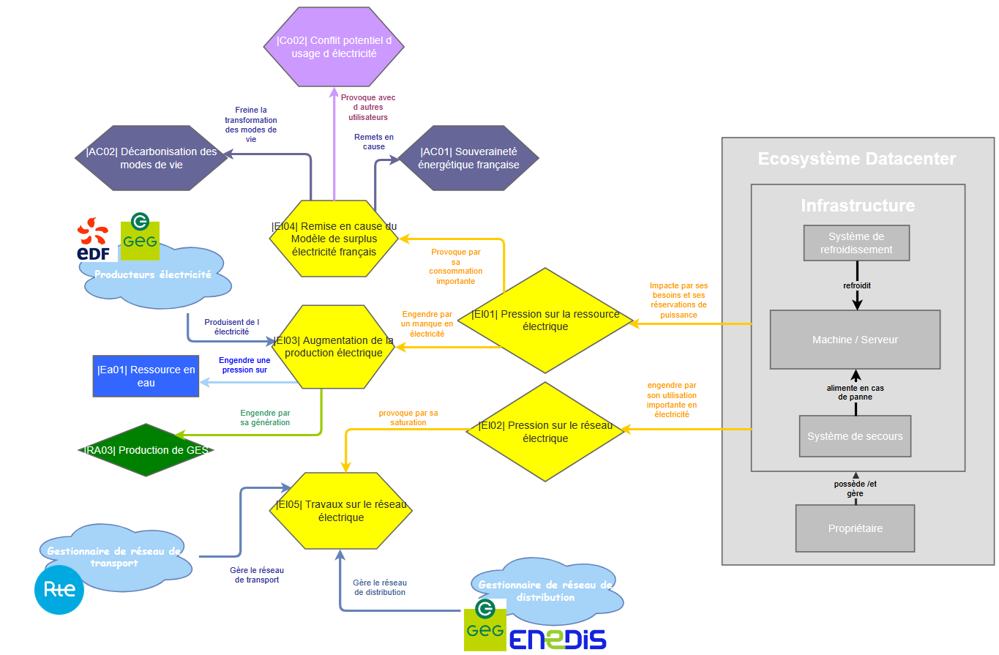 |Co02| Conflit potentiel d
usage d électricité
Provoque avec
d autres
utilisateurs
Freine la
transformation
des modes de
vie
Remets en
cause
|AC02| Décarbonisation des
modes de vie
|AC01| Souveraineté
énergétique française
Ecosystème Datacenter
Infrastructure
Système de
refroidissement
refroidit
Machine / Serveur
alimente en cas
de panne
Système de secours
possède /et
gère
Propriétaire
|El04| Remise en cause du
Modèle de surplus
électricité français
Provoque par
sa
consommation
importante
eDF
GEG
Producteurs électricité
Impacte par ses
besoins et ses
réservations de
puissance
|El01| Pression sur la ressource
électrique
Engendre par
un manque en
électricité
Produisent de l
électricité
|El03| Augmentation de la
production électrique
|Ea01| Ressource en
eau
Engendre une
pression sur
engendre par
son utilisation
importante en
électricité
|El02| Pression sur le réseau
électrique
provoque par sa
saturation
Engendre par
sa génération
|RA03| Production de GES
|El05| Travaux sur le réseau
électrique
Gestionnaire de réseau de
transport
Rte
Gère le réseau
de transport
Gère le réseau
de distribution
Gestionnaire de réseau de
distribution
GEG
ENEDIS